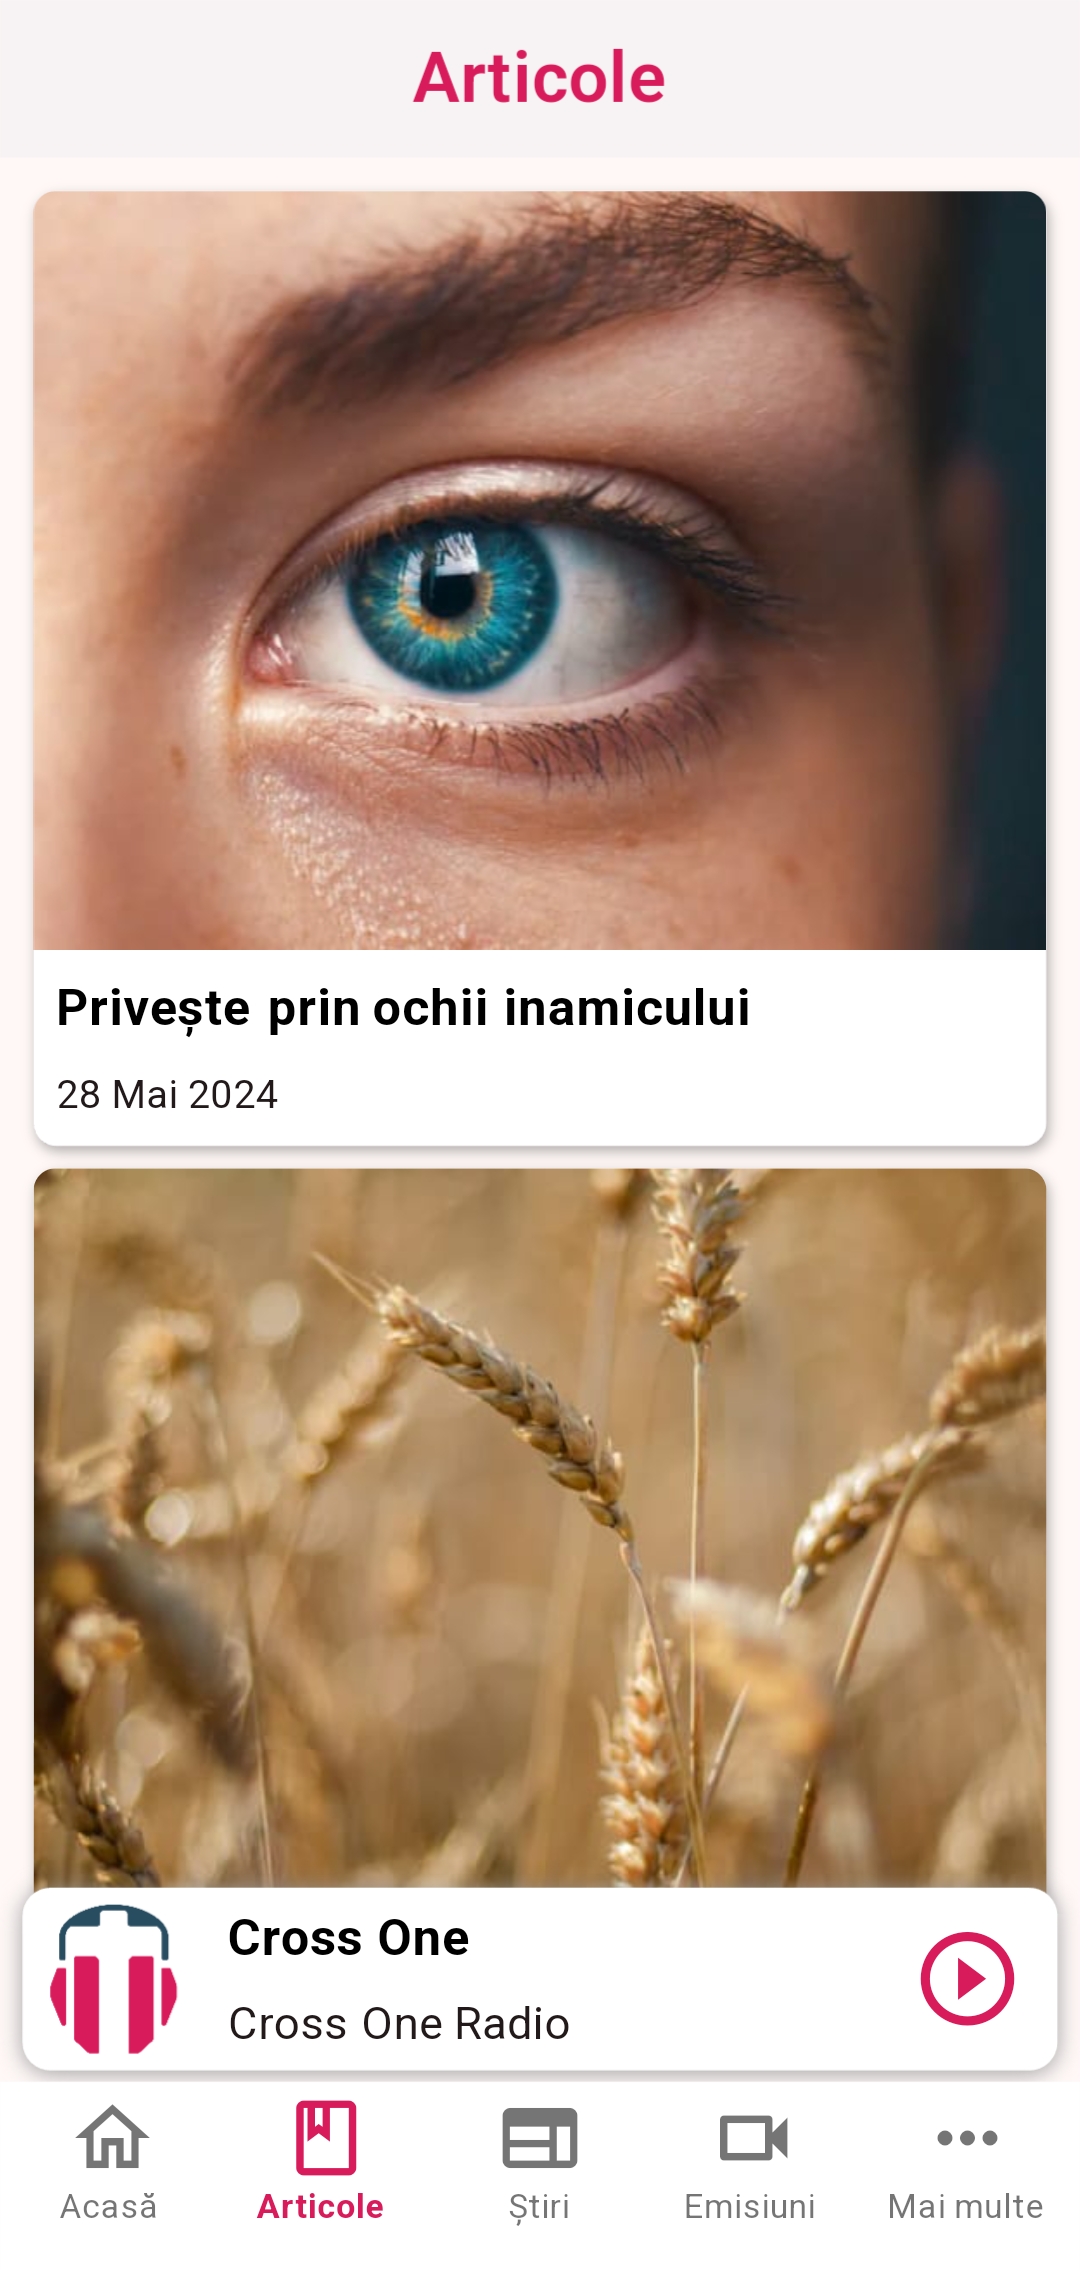 Articole
Privește prin ochii inamicului
28 Mai 2024
Cross One
Cross One Radio
Acasă
Articole
Știri
Emisiuni
Mai multe